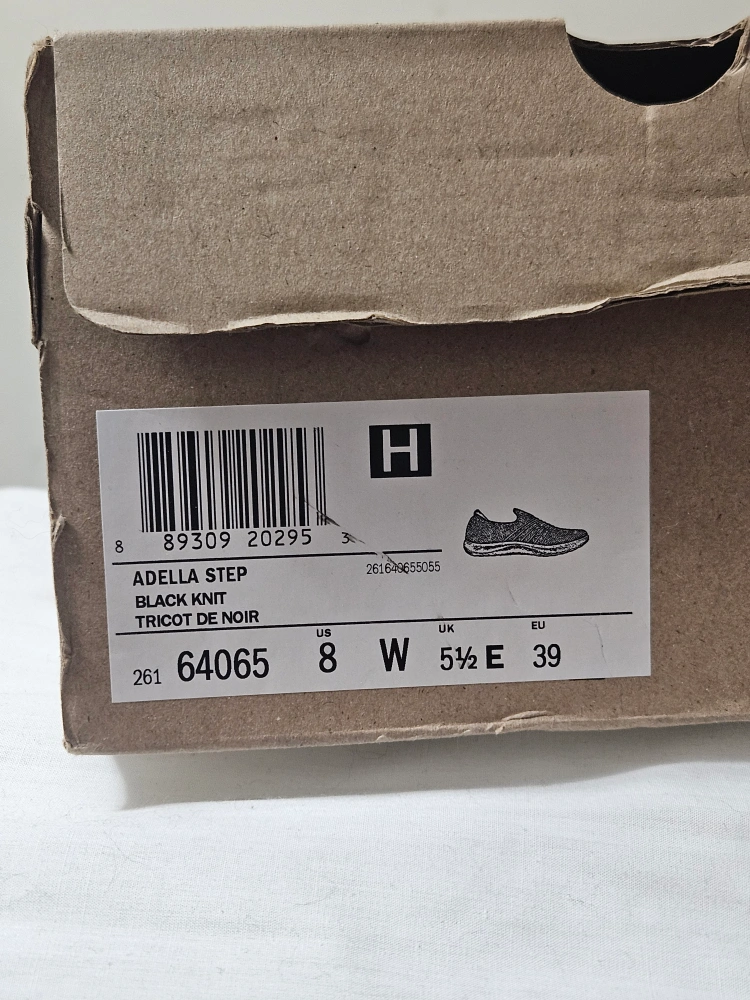 H
8 89309 20295 3
261640655055
ADELLA STEP
BLACK KNIT
TRICOT DE NOIR
261 64065 US 8 W UK 5½ E EU 39